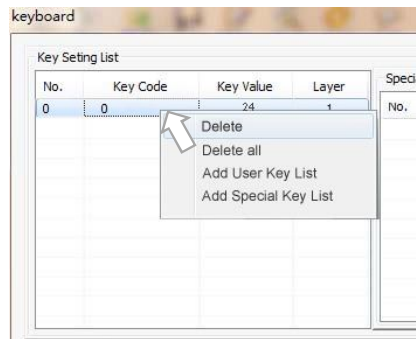 keyboard
Key Seting List
No. Key Code Key Value Layer
0 0 24 1
Delete
Delete all
Add User Key List
Add Special Key List
No.